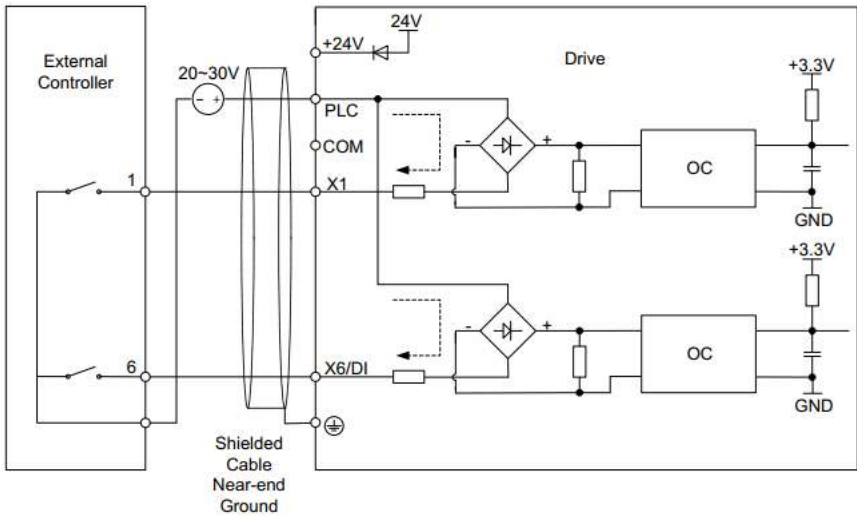 24V
+24V
External
Controller
Drive
20~30V
+3.3V
- +
PLC
COM
- +
OC
1
X1
GND
+3.3V
- +
OC
6
X6/DI
GND
Shielded
Cable
Near-end
Ground